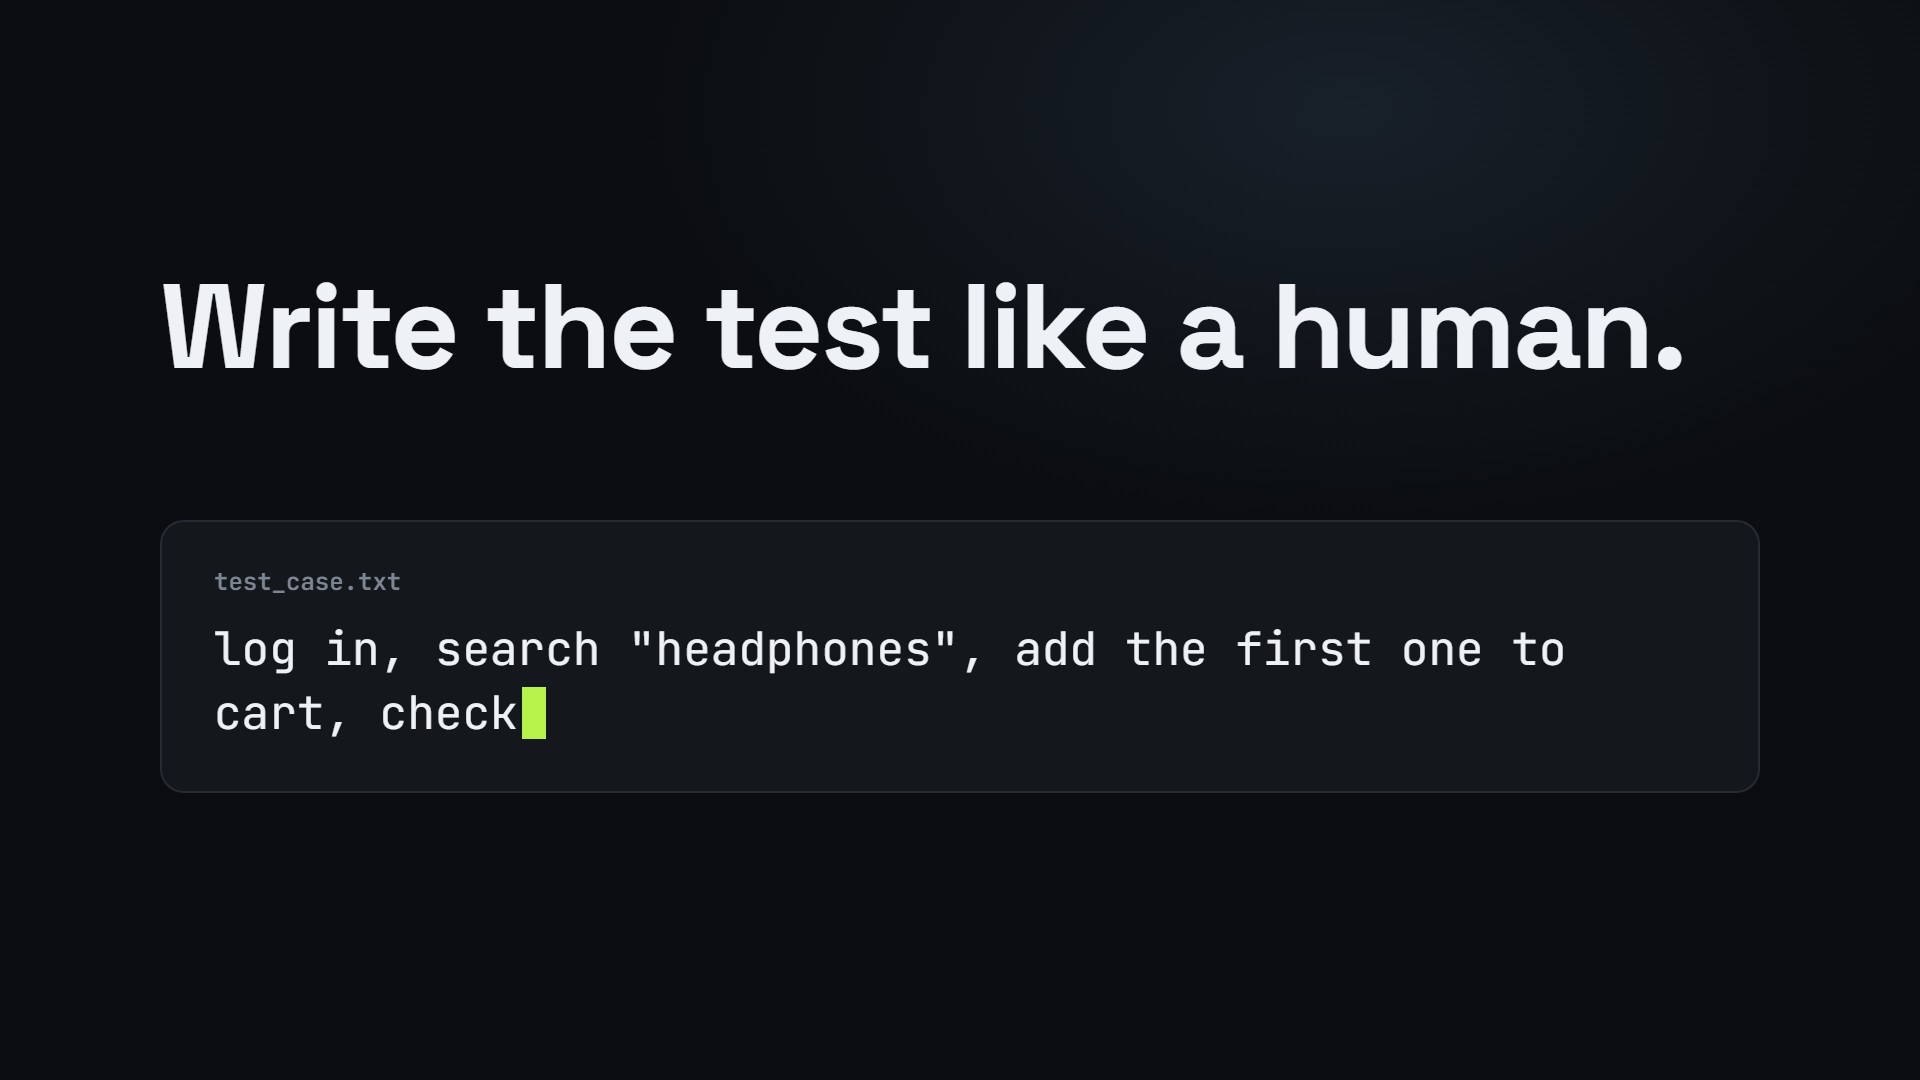 Write the test like a human.
test_case.txt
log in, search "headphones", add the first one to
cart, check